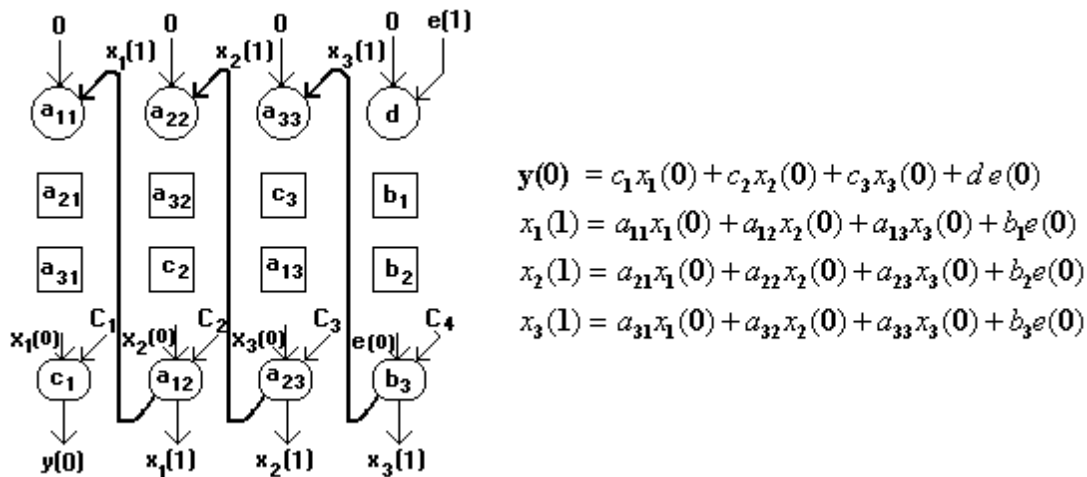 0 0 0 0 e(1)
x₁(1) x₂(1) x₃(1)
a₁₁ a₂₂ a₃₃ d
a₂₁ a₃₂ c₃ b₁
a₃₁ c₂ a₁₃ b₂
C₁ C₂ C₃ C₄
x₁(0) x₂(0) x₃(0) e(0)
c₁ a₁₂ a₂₃ b₃
y(0) x₁(1) x₂(1) x₃(1)
y(0) = c₁x₁(0) + c₂x₂(0) + c₃x₃(0) + d e(0)
x₁(1) = a₁₁x₁(0) + a₁₂x₂(0) + a₁₃x₃(0) + b₁e(0)
x₂(1) = a₂₁x₁(0) + a₂₂x₂(0) + a₂₃x₃(0) + b₂e(0)
x₃(1) = a₃₁x₁(0) + a₃₂x₂(0) + a₃₃x₃(0) + b₃e(0)